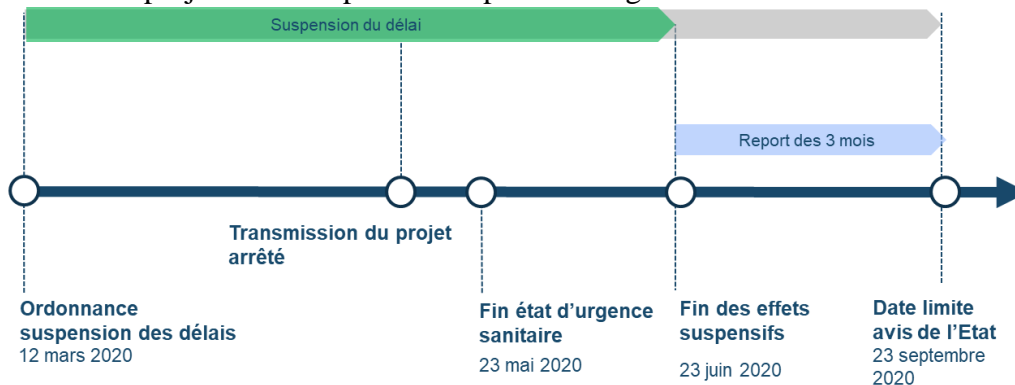 Suspension du délai
Report des 3 mois
Transmission du projet
arrêté
Ordonnance
suspension des délais
12 mars 2020
Fin état d’urgence
sanitaire
23 mai 2020
Fin des effets
suspensifs
23 juin 2020
Date limite
avis de l’Etat
23 septembre
2020